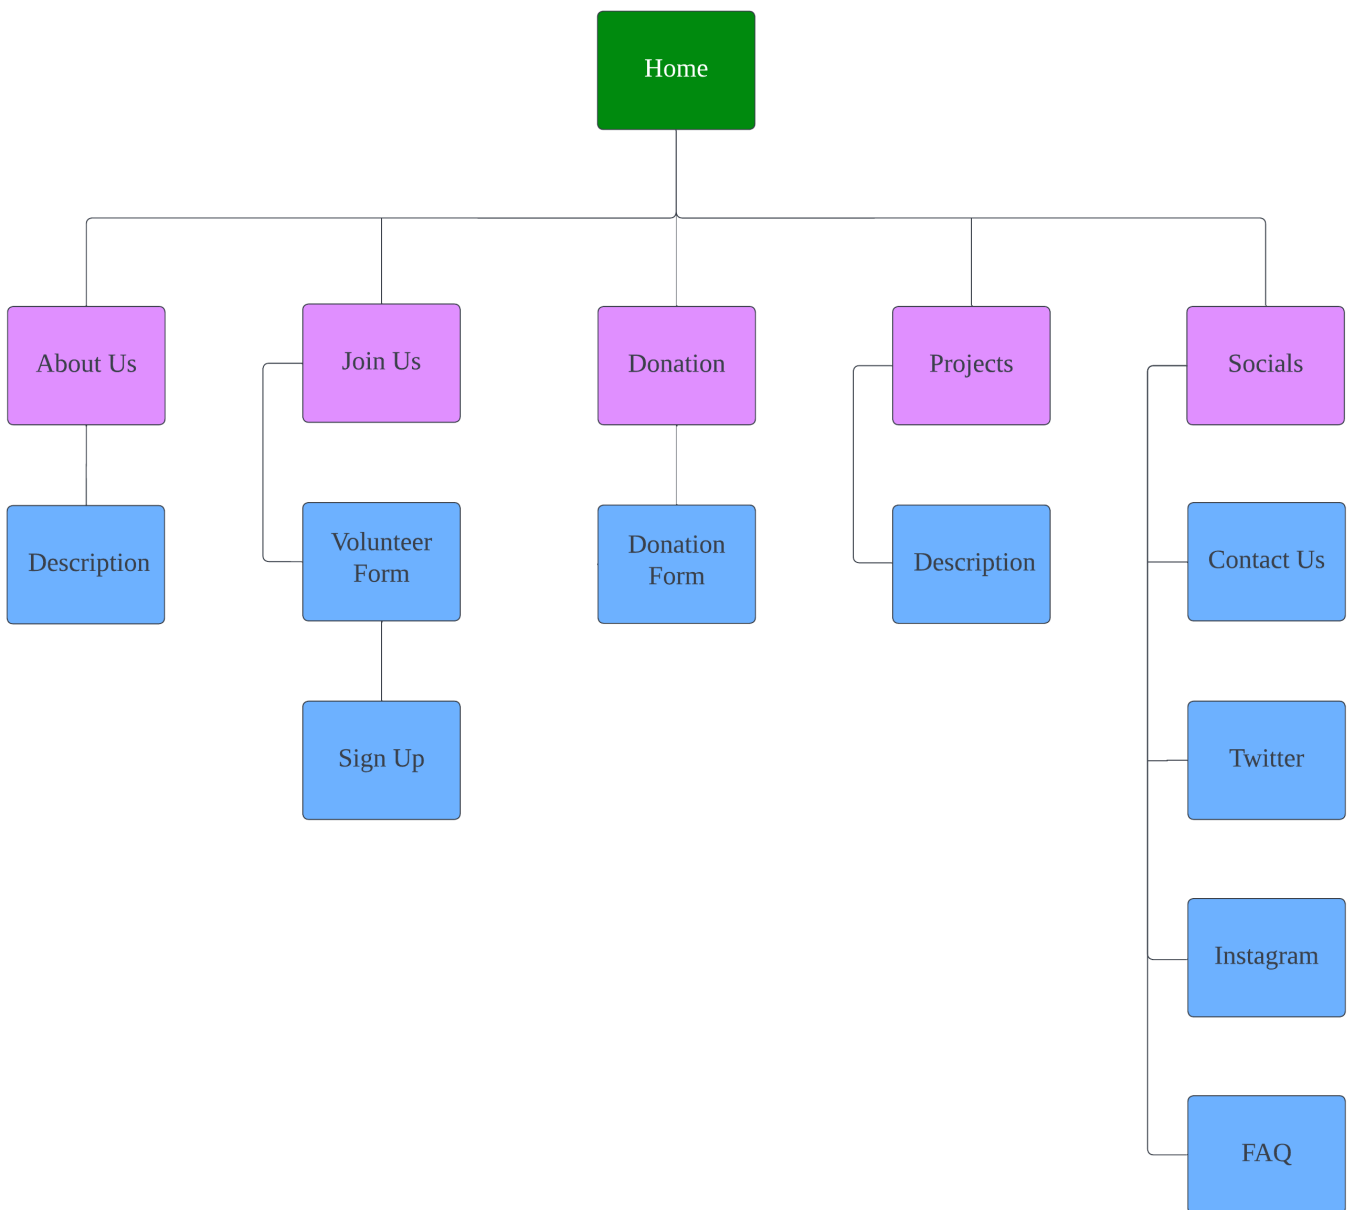 Home
About Us
Join Us
Donation
Projects
Socials
Description
Volunteer
Form
Donation
Form
Description
Contact Us
Sign Up
Twitter
Instagram
FAQ